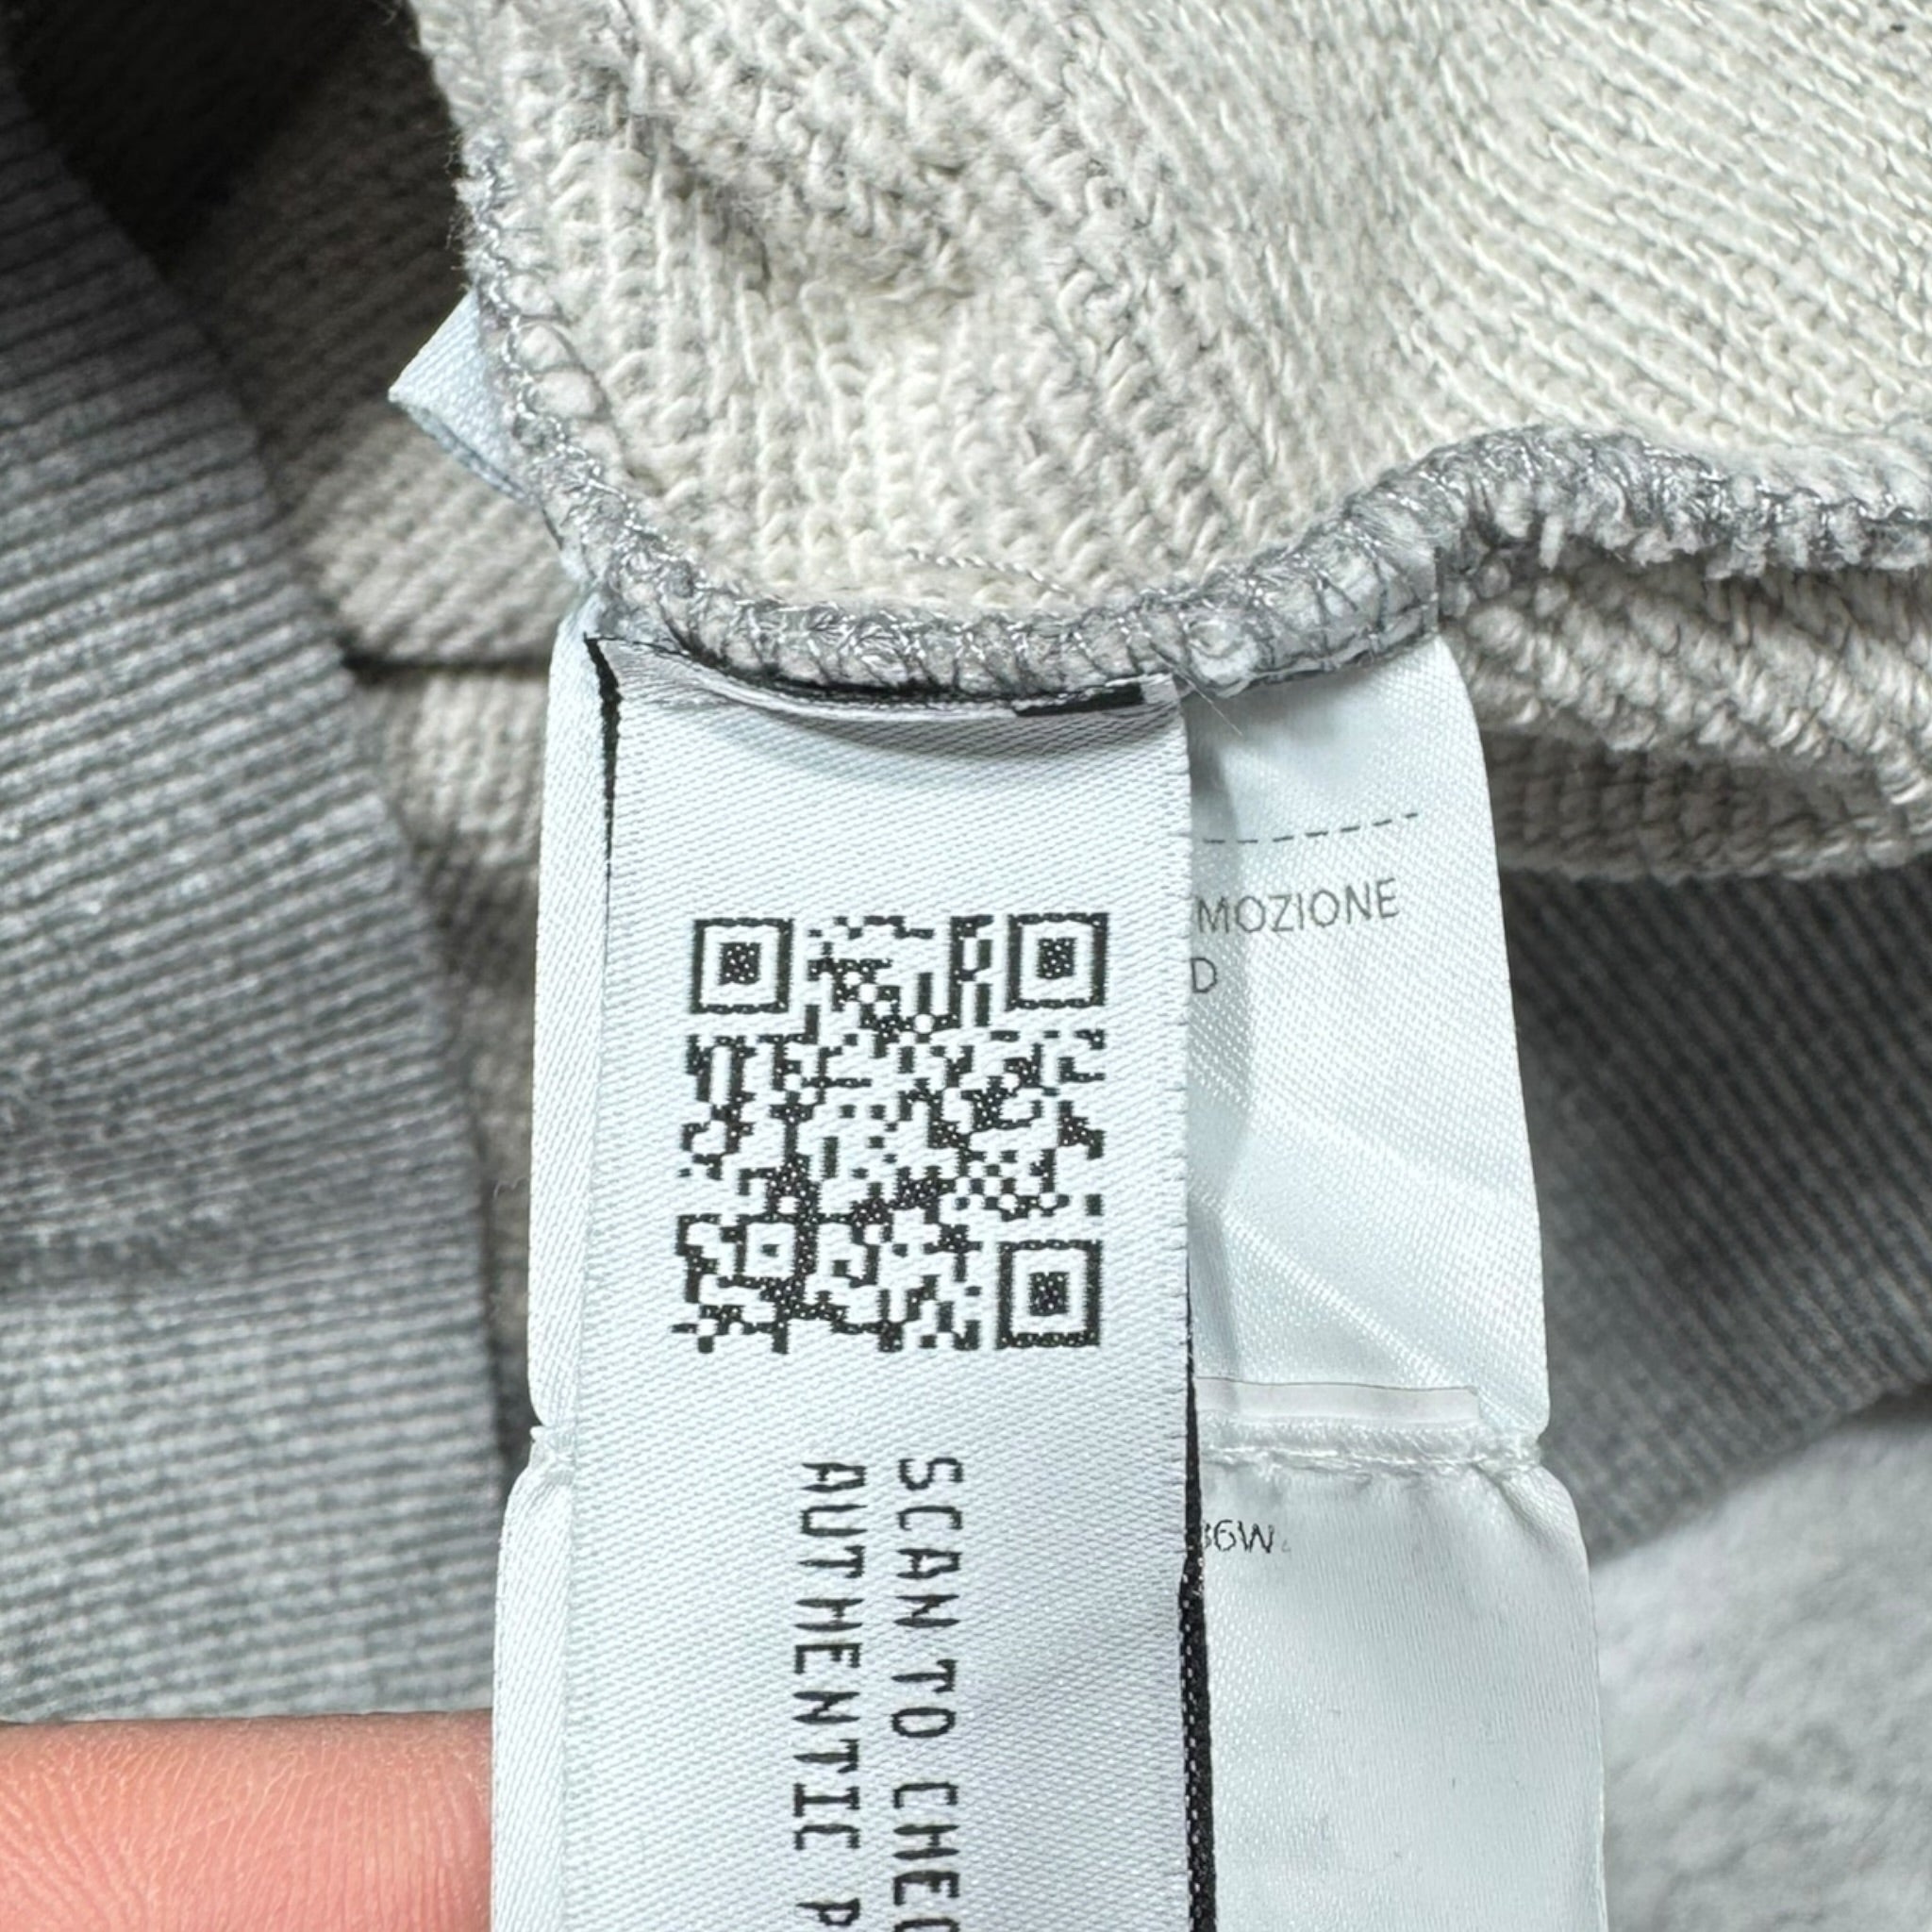 SCAN TO CHEC
AUTHENTIC P
MOZIONE
D
36W.